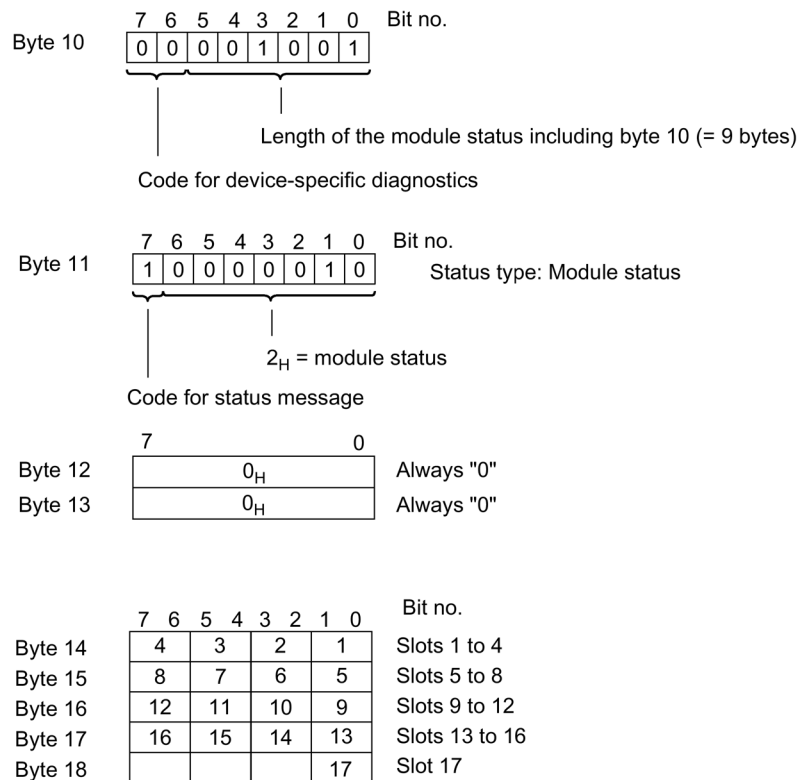 7 6 5 4 3 2 1 0 Bit no.
Byte 10 0 0 0 0 1 0 0 1
Length of the module status including byte 10 (= 9 bytes)
Code for device-specific diagnostics
7 6 5 4 3 2 1 0 Bit no.
Byte 11 1 0 0 0 0 0 1 0 Status type: Module status
2H = module status
Code for status message
7 0
Byte 12 0H Always "0"
Byte 13 0H Always "0"
7 6 5 4 3 2 1 0 Bit no.
Byte 14 4 3 2 1 Slots 1 to 4
Byte 15 8 7 6 5 Slots 5 to 8
Byte 16 12 11 10 9 Slots 9 to 12
Byte 17 16 15 14 13 Slots 13 to 16
Byte 18 17 Slot 17